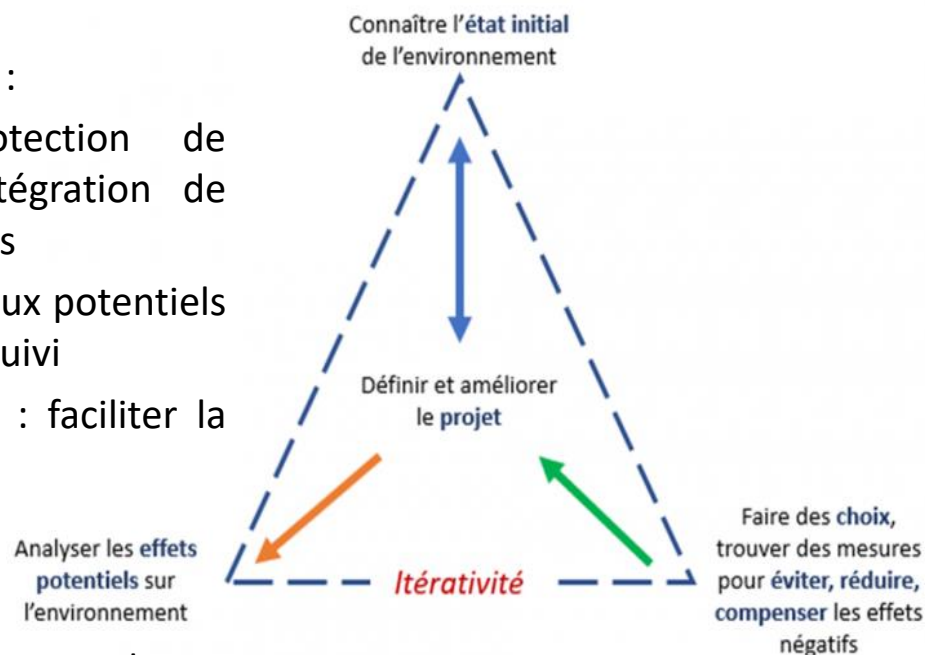 Connaître l’état initial
de l’environnement
:
de
tégration de
s
ux potentiels
uivi
: faciliter la
Définir et améliorer
le projet
Analyser les effets
potentiels sur
l’environnement
Itérativité
Faire des choix,
trouver des mesures
pour éviter, réduire,
compenser les effets
négatifs